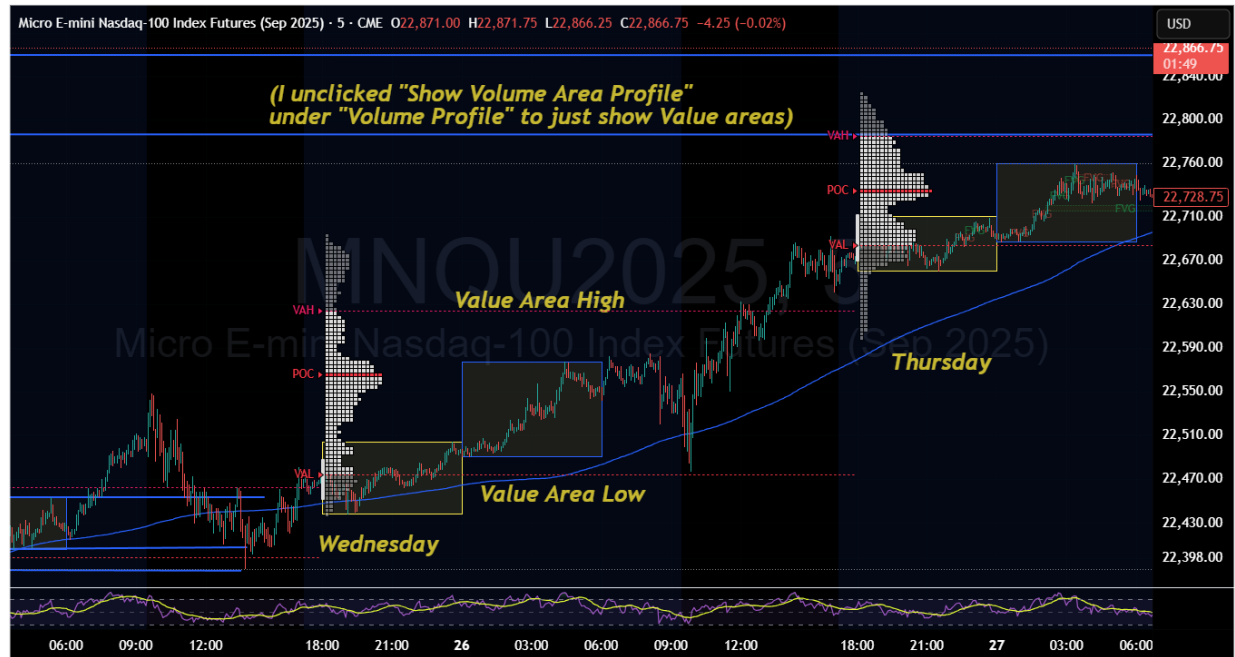 Micro E-mini Nasdaq-100 Index Futures (Sep 2025) · 5 · CME O22,871.00 H22,871.75 L22,866.25 C22,866.75 −4.25 (−0.02%)
USD
22,866.75
01:49
22,840.00
(I unclicked "Show Volume Area Profile"
under "Volume Profile" to just show Value areas)
22,800.00
VAH
22,760.00
FVG FVG
POC
22,728.75
FVG
22,710.00
VAL
MNQU2025, 5
22,670.00
Value Area High
VAH
22,630.00
Micro E-mini Nasdaq-100 Index Futures (Sep 2025)
22,590.00
Thursday
POC
22,550.00
22,510.00
VAL
22,470.00
Value Area Low
22,430.00
Wednesday
22,398.00
06:00 09:00 12:00 18:00 21:00 26 03:00 06:00 09:00 12:00 18:00 21:00 27 03:00 06:00